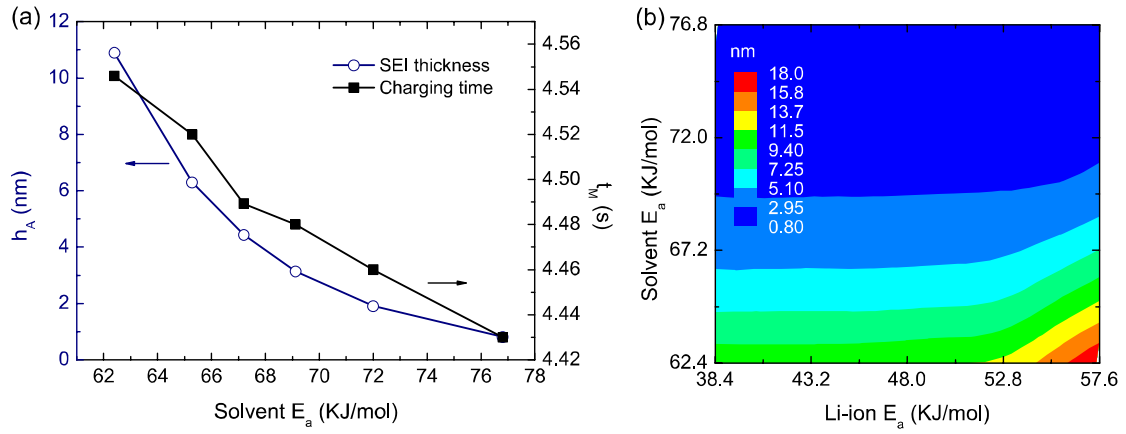 (a)
12
10
8
6
4
2
0
h_A (nm)
SEI thickness
Charging time
4.56
4.54
4.52
4.50
4.48
4.46
4.44
4.42
t_M (s)
62 64 66 68 70 72 74 76 78
Solvent E_a (KJ/mol)
(b)
76.8
72.0
67.2
62.4
Solvent E_a (KJ/mol)
nm
18.0
15.8
13.7
11.5
9.40
7.25
5.10
2.95
0.80
38.4 43.2 48.0 52.8 57.6
Li-ion E_a (KJ/mol)